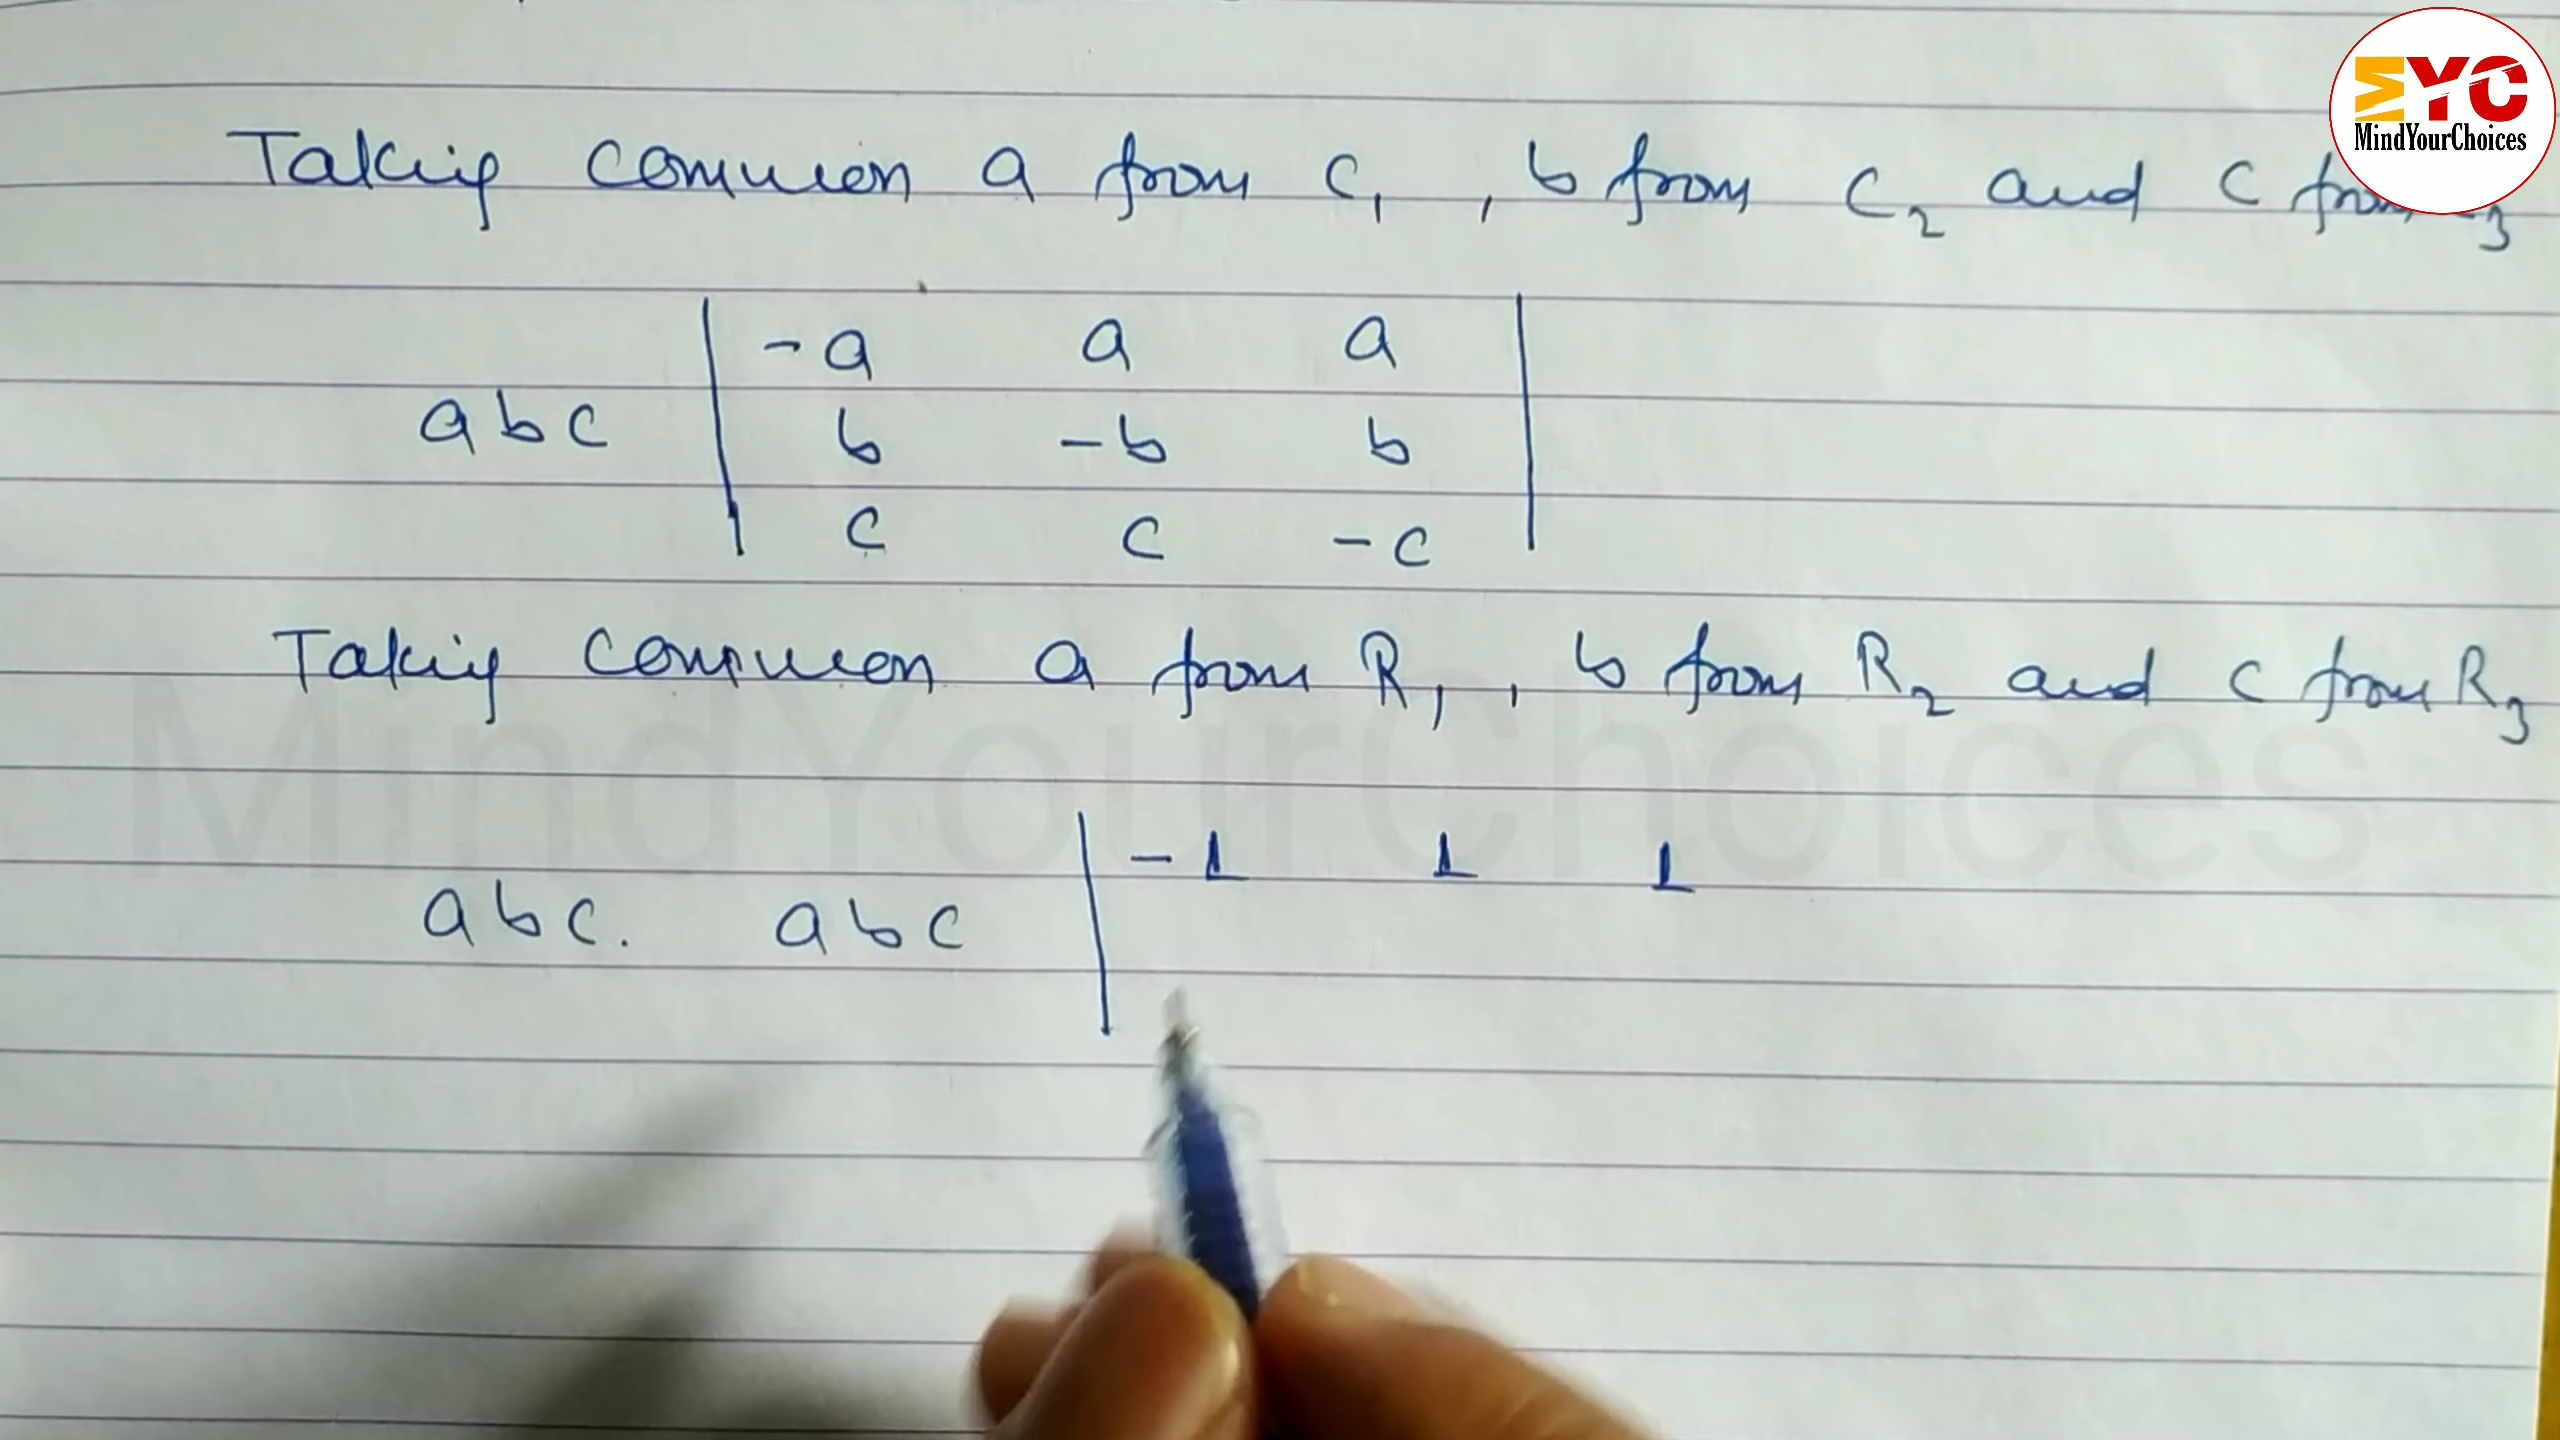 MYC
MindYourChoices
Taking common a from C1 , b from C2 and C from
-a a a
abc b -b b
c c -c
Taking common a from R1 , b from R2 and c from R3
-1 1 1
abc. abc
MindYourChoices